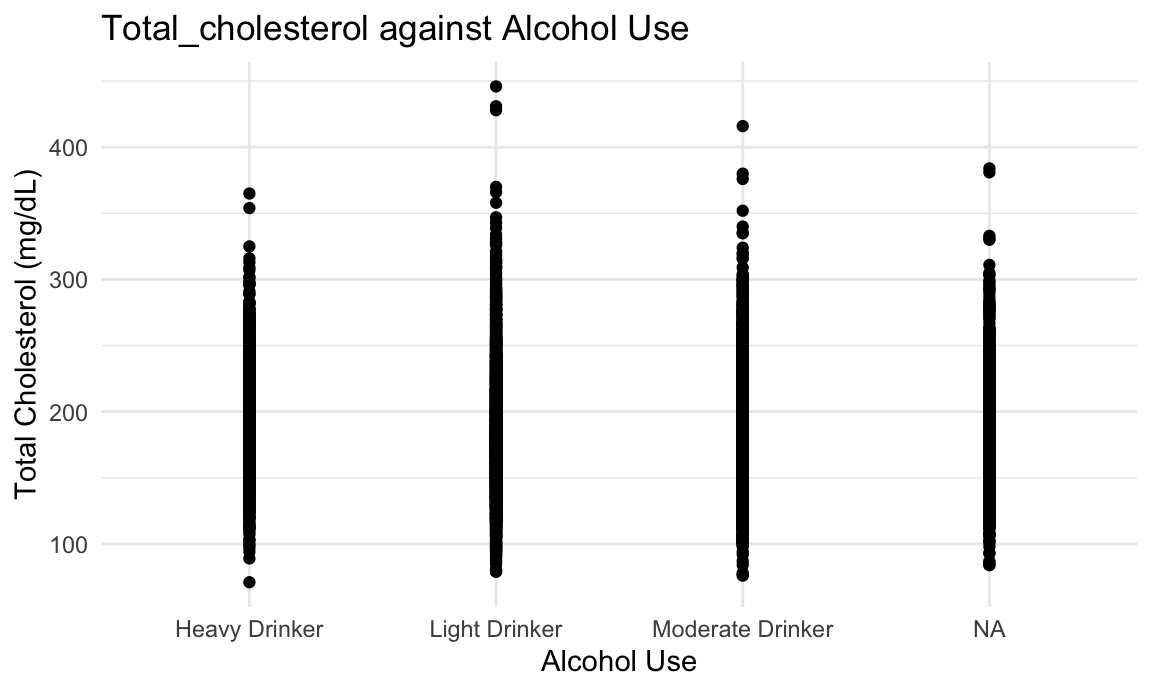 Total_cholesterol against Alcohol Use
Total Cholesterol (mg/dL)
400
300
200
100
Heavy Drinker Light Drinker Moderate Drinker NA
Alcohol Use